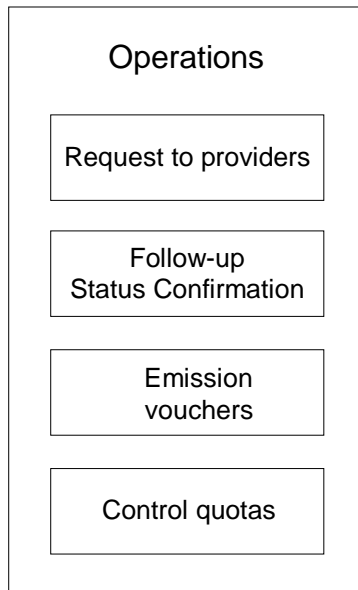 Operations
Request to providers
Follow-up
Status Confirmation
Emission
vouchers
Control quotas